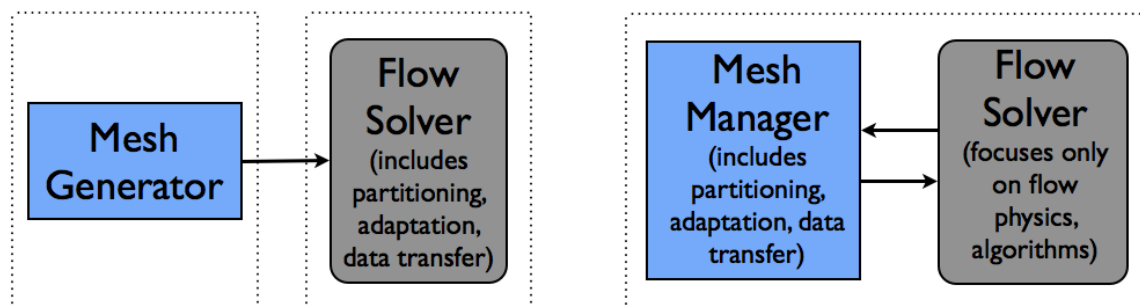 Mesh
Generator
Flow
Solver
(includes
partitioning,
adaptation,
data transfer)
Mesh
Manager
(includes
partitioning,
adaptation, data
transfer)
Flow
Solver
(focuses only
on flow
physics,
algorithms)